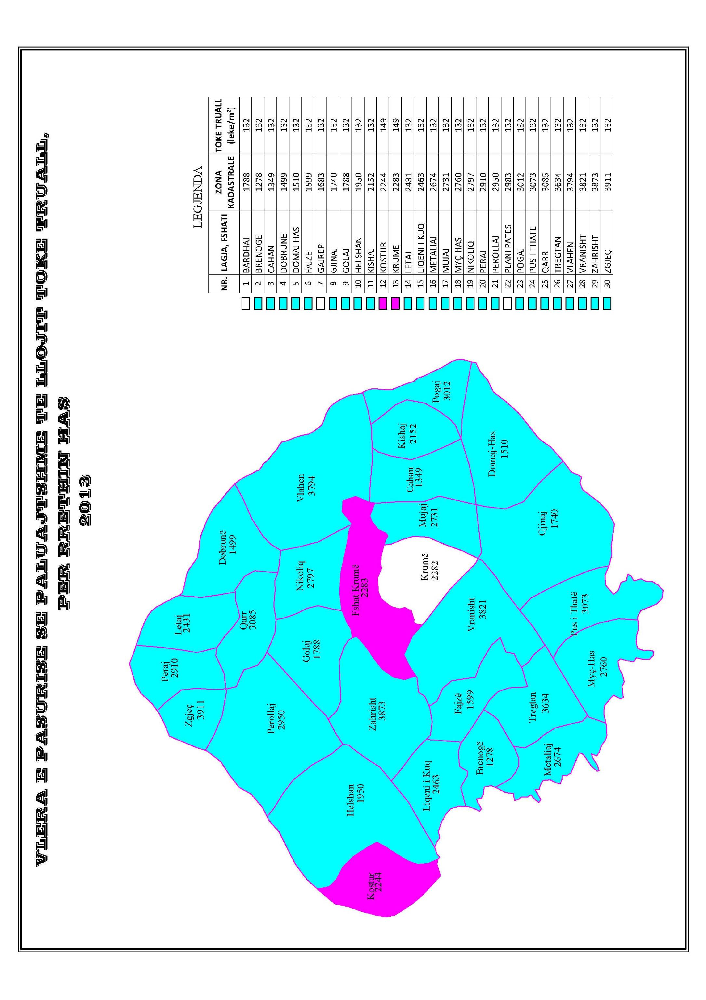 VLERA E PASURISE SE PALUAJTSHME TE LLOJIT TOKE TRUALL,
PER RRETHIN HAS
2013
LEGJENDA
NR. LAGJA, FSHATI ZONA KADASTRALE TOKE TRUALL (leke/m²)
1 BARDHAJ 1788 132
2 BRENOGE 1278 132
3 CAHAN 1349 132
4 DOBRUNE 1499 132
5 DOMAJ HAS 1510 132
6 FAJZE 1599 132
7 GAJREP 1683 132
8 GJINAJ 1740 132
9 GOLAJ 1788 132
10 HELSHAN 1950 132
11 KISHAJ 2152 132
12 KOSTUR 2244 149
13 KRUME 2283 149
14 LETAJ 2431 132
15 LIQENI I KUQ 2463 132
16 METALIAJ 2674 132
17 MUJAJ 2731 132
18 MYÇ HAS 2760 132
19 NIKOLIQ 2797 132
20 PERAJ 2910 132
21 PEROLLAJ 2950 132
22 PLANI PATES 2983 132
23 POGAJ 3012 132
24 PUS I THATE 3073 132
25 QARR 3085 132
26 TREGTAN 3634 132
27 VLAHEN 3794 132
28 VRANISHT 3821 132
29 ZAHRISHT 3873 132
30 ZGJEÇ 3911 132
Peraj
2910
Letaj
2431
Zgjeç
3911
Dobrunë
1499
Qarr
3085
Perollaj
2950
Nikoliq
2797
Vlahen
3794
Golaj
1788
Helshan
1950
Fshat Krumë
2283
Kostur
2244
Zahrisht
3873
Kishaj
2152
Cahan
1349
Mujaj
2731
Krumë
2282
Liqeni i Kuq
2463
Pogaj
3012
Fajzë
1599
Vranisht
3821
Brenogë
1278
Domaj-Has
1510
Tregtan
3634
Gjinaj
1740
Metaliaj
2674
Pus i Thatë
3073
Myç-Has
2760